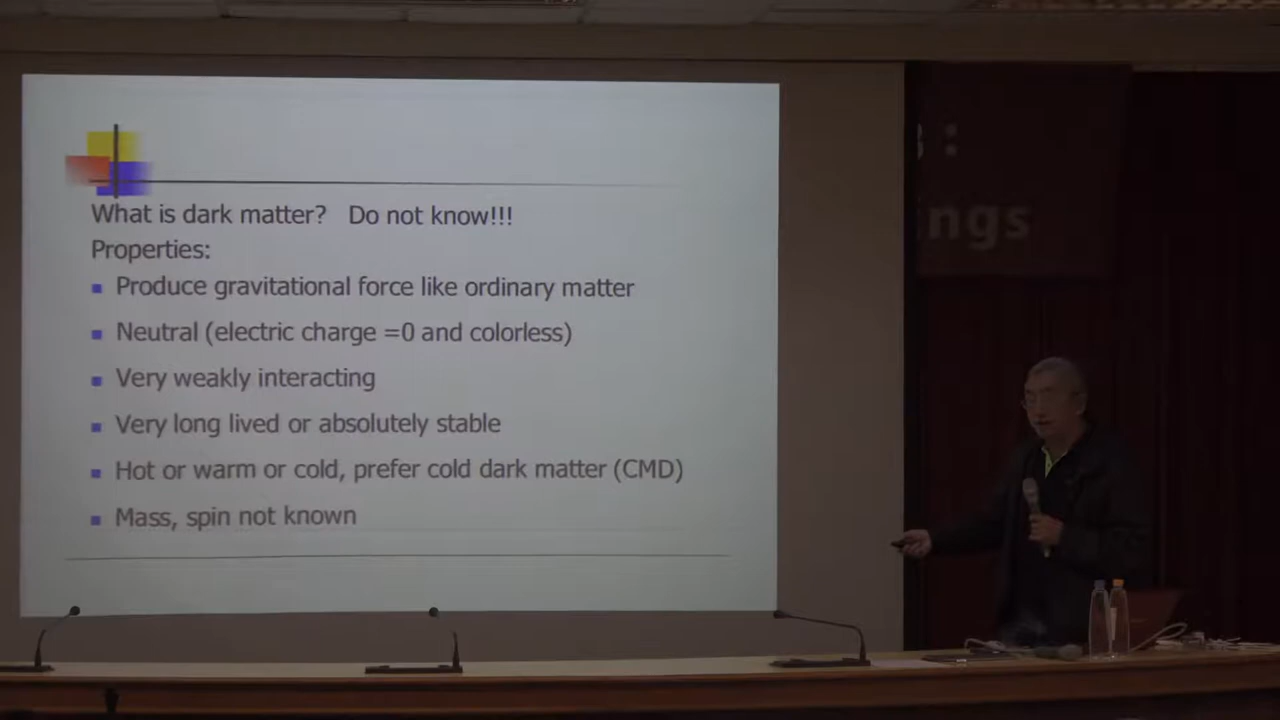 What is dark matter? Do not know!!!
Properties:
Produce gravitational force like ordinary matter
Neutral (electric charge =0 and colorless)
Very weakly interacting
Very long lived or absolutely stable
Hot or warm or cold, prefer cold dark matter (CMD)
Mass, spin not known